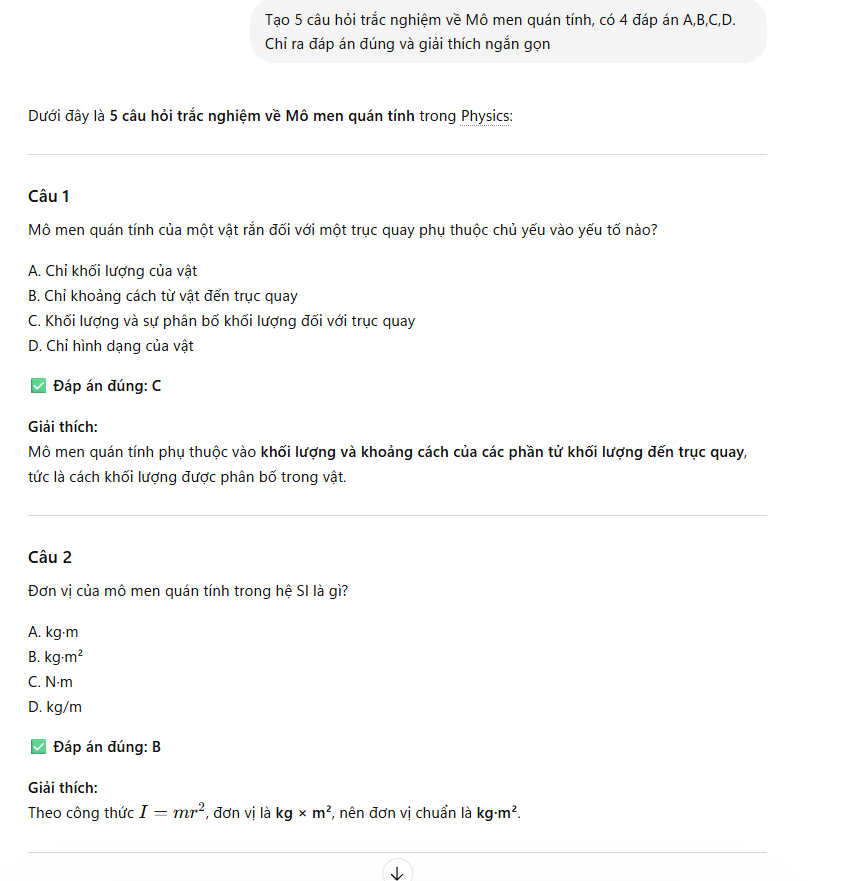 Tạo 5 câu hỏi trắc nghiệm về Mô men quán tính, có 4 đáp án A,B,C,D.
Chỉ ra đáp án đúng và giải thích ngắn gọn
Dưới đây là 5 câu hỏi trắc nghiệm về Mô men quán tính trong Physics:
Câu 1
Mô men quán tính của một vật rắn đối với một trục quay phụ thuộc chủ yếu vào yếu tố nào?
A. Chỉ khối lượng của vật
B. Chỉ khoảng cách từ vật đến trục quay
C. Khối lượng và sự phân bố khối lượng đối với trục quay
D. Chỉ hình dạng của vật
✅ Đáp án đúng: C
Giải thích:
Mô men quán tính phụ thuộc vào khối lượng và khoảng cách của các phần tử khối lượng đến trục quay,
tức là cách khối lượng được phân bố trong vật.
Câu 2
Đơn vị của mô men quán tính trong hệ SI là gì?
A. kg·m
B. kg·m²
C. N·m
D. kg/m
✅ Đáp án đúng: B
Giải thích:
Theo công thức I = mr², đơn vị là kg × m², nên đơn vị chuẩn là kg·m².